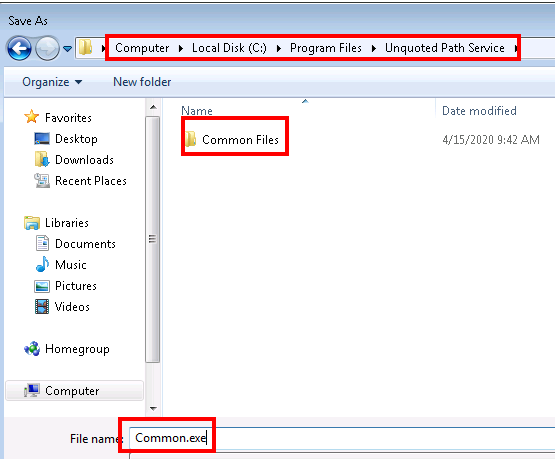 Save As
Computer Local Disk (C:) Program Files Unquoted Path Service
Organize New folder
Name Date modified
Favorites
Desktop
Downloads
Recent Places
Libraries
Documents
Music
Pictures
Videos
Homegroup
Computer
Common Files 4/15/2020 9:42 AM
File name: Common.exe